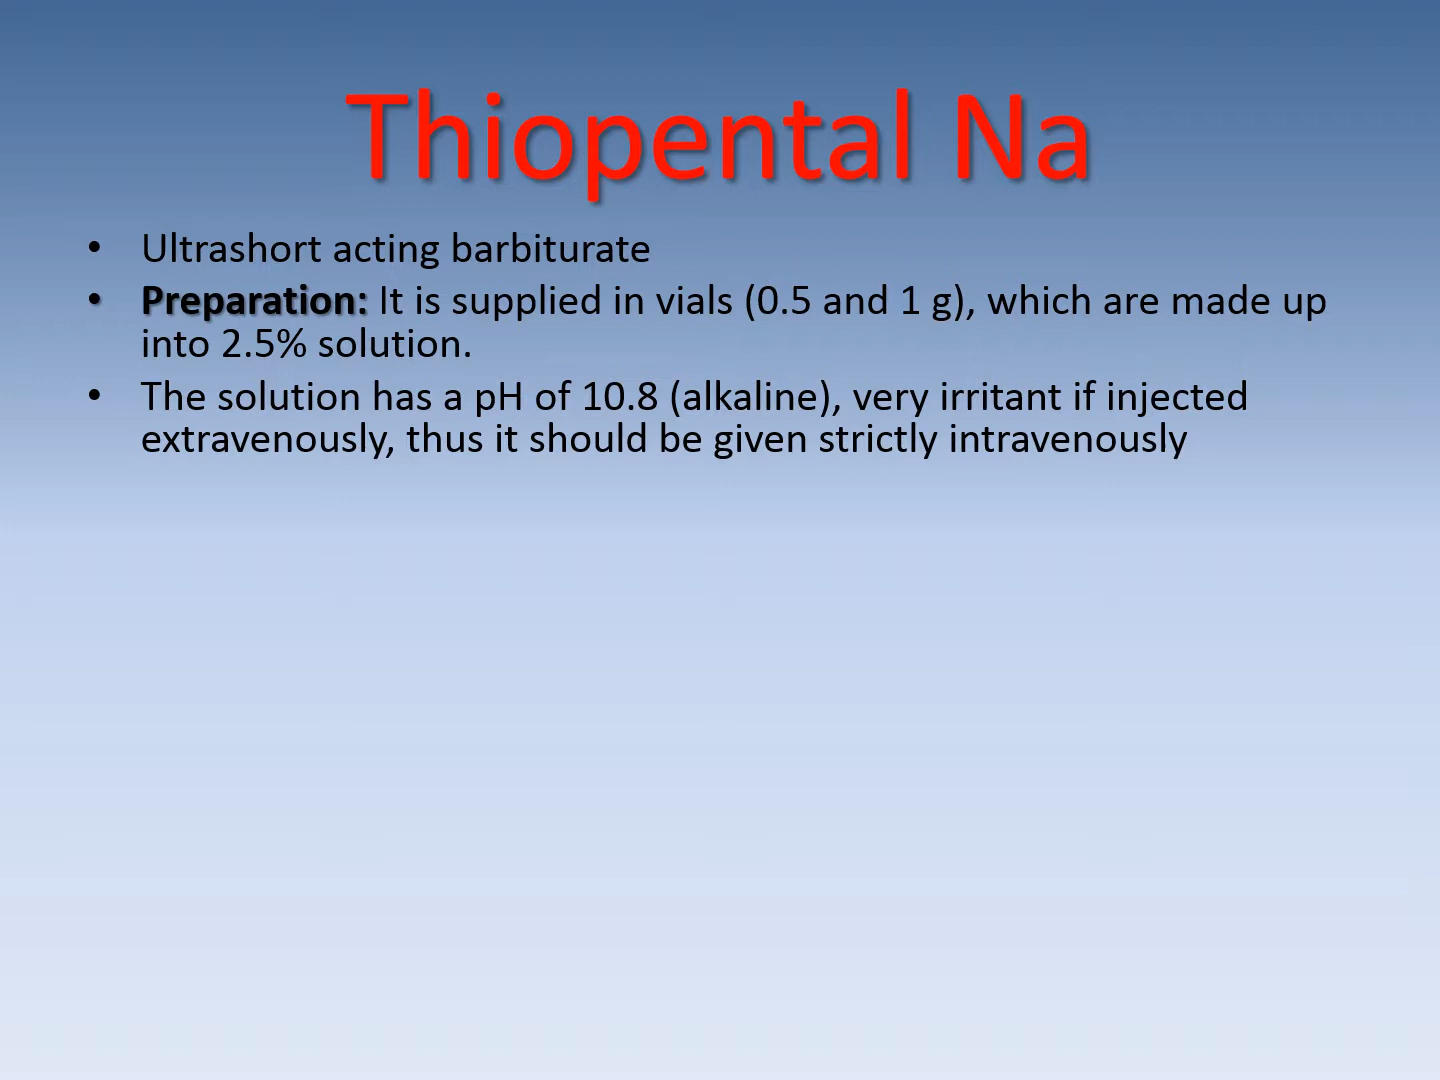 Thiopental Na
• Ultrashort acting barbiturate
• Preparation: It is supplied in vials (0.5 and 1 g), which are made up
into 2.5% solution.
• The solution has a pH of 10.8 (alkaline), very irritant if injected
extravenously, thus it should be given strictly intravenously